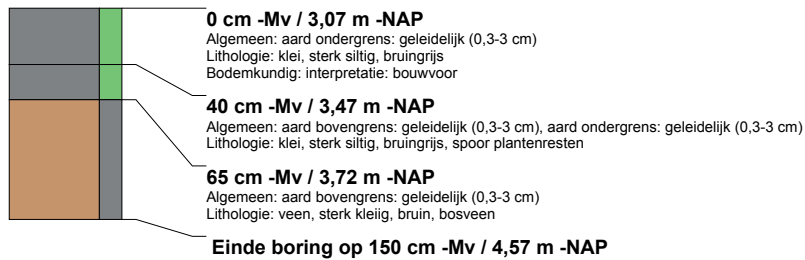 0 cm -Mv / 3,07 m -NAP
Algemeen: aard ondergrens: geleidelijk (0,3-3 cm)
Lithologie: klei, sterk siltig, bruingrijs
Bodemkundig: interpretatie: bouwvoor
40 cm -Mv / 3,47 m -NAP
Algemeen: aard bovengrens: geleidelijk (0,3-3 cm), aard ondergrens: geleidelijk (0,3-3 cm)
Lithologie: klei, sterk siltig, bruingrijs, spoor plantenresten
65 cm -Mv / 3,72 m -NAP
Algemeen: aard bovengrens: geleidelijk (0,3-3 cm)
Lithologie: veen, sterk kleiig, bruin, bosveen
Einde boring op 150 cm -Mv / 4,57 m -NAP